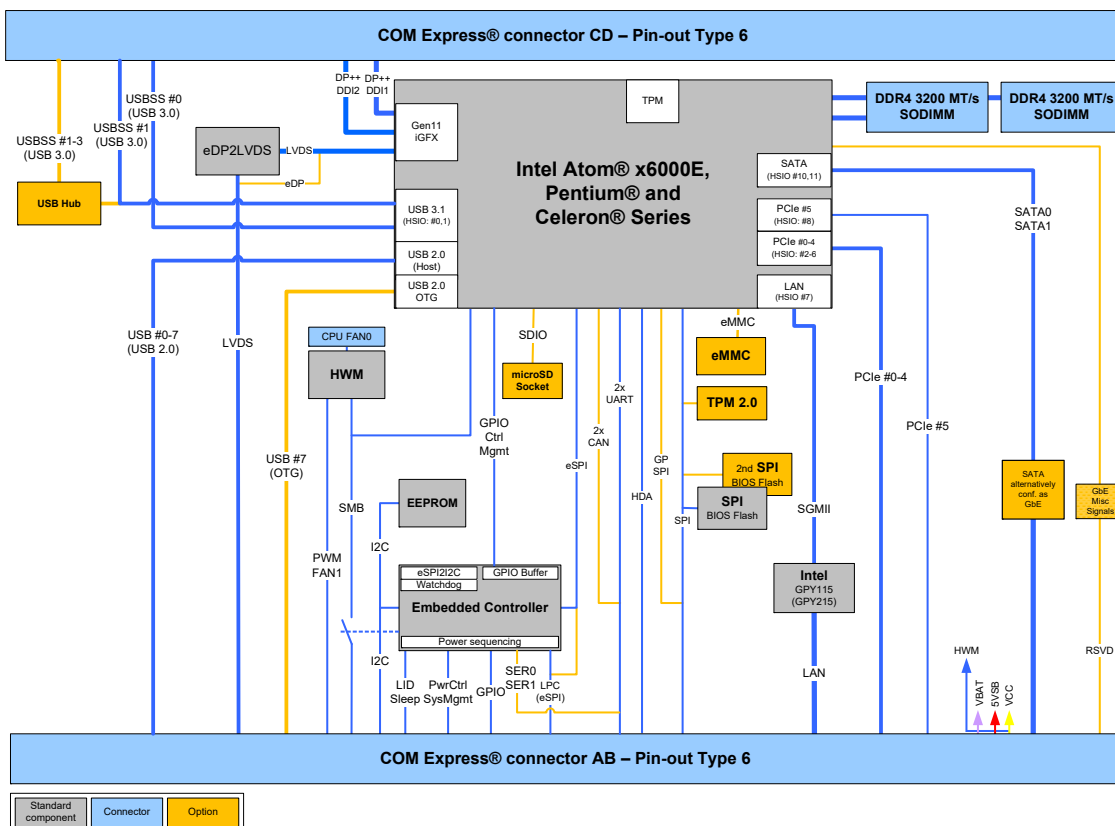 COM Express® connector CD – Pin-out Type 6
USBSS #1-3
(USB 3.0)
USBSS #1
(USB 3.0)
USBSS #0
(USB 3.0)
DP++
DDI2
DP++
DDI1
TPM
DDR4 3200 MT/s
SODIMM
DDR4 3200 MT/s
SODIMM
Gen11
iGFX
eDP2LVDS
LVDS
eDP
Intel Atom® x6000E,
Pentium® and
Celeron® Series
SATA
(HSIO #10,11)
USB Hub
USB 3.1
(HSIO: #0,1)
PCIe #5
(HSIO: #8)
SATA0
SATA1
USB 2.0
(Host)
PCIe #0-4
(HSIO: #2-6
USB 2.0
OTG
LAN
(HSIO #7)
USB #0-7
(USB 2.0)
LVDS
CPU FAN0
HWM
SDIO
microSD
Socket
eMMC
eMMC
TPM 2.0
2x
UART
PCIe #0-4
PCIe #5
USB #7
(OTG)
GPIO
Ctrl
Mgmt
eSPI
2x
CAN
GP
SPI
2nd SPI
BIOS Flash
SPI
BIOS Flash
SATA
alternatively
conf. as
GbE
GbE
Misc
Signals
EEPROM
SMB
HDA
SPI
SGMII
I2C
PWM
FAN1
eSPI2I2C
Watchdog
GPIO Buffer
Embedded Controller
Power sequencing
Intel
GPY115
(GPY215)
I2C
LID
Sleep
PwrCtrl
SysMgmt
GPIO
SER0
SER1
LPC
(eSPI)
LAN
HWM
VBAT
5VSB
VCC
RSVD
COM Express® connector AB – Pin-out Type 6
Standard
component
Connector
Option